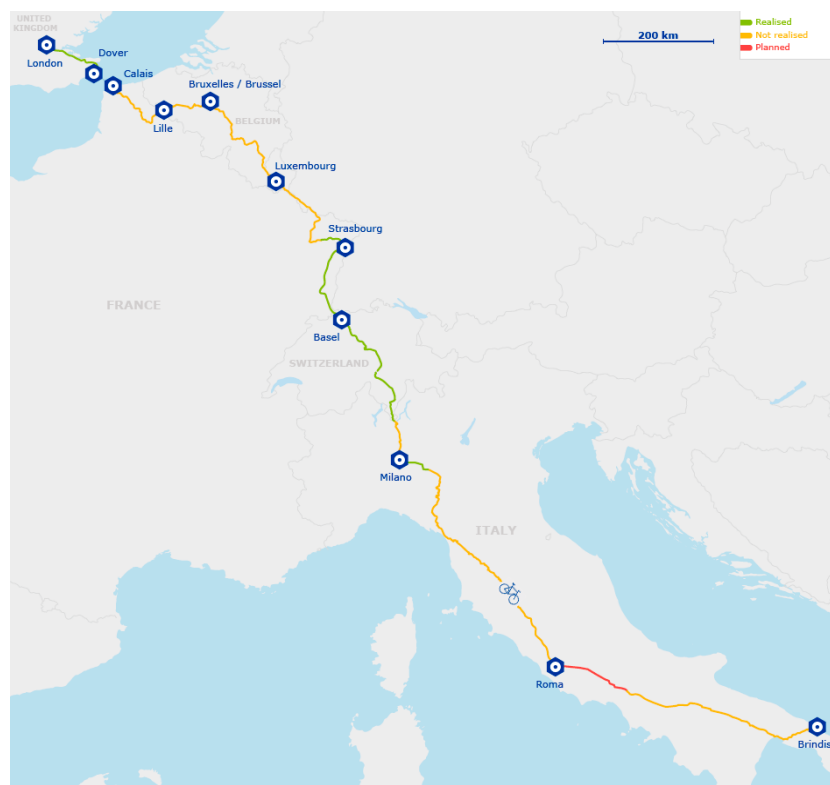 UNITED
KINGDOM
London
Dover
Calais
Lille
Bruxelles / Brussel
BELGIUM
Luxembourg
Strasbourg
FRANCE
Basel
SWITZERLAND
Milano
ITALY
Roma
Brindis
200 km
Realised
Not realised
Planned